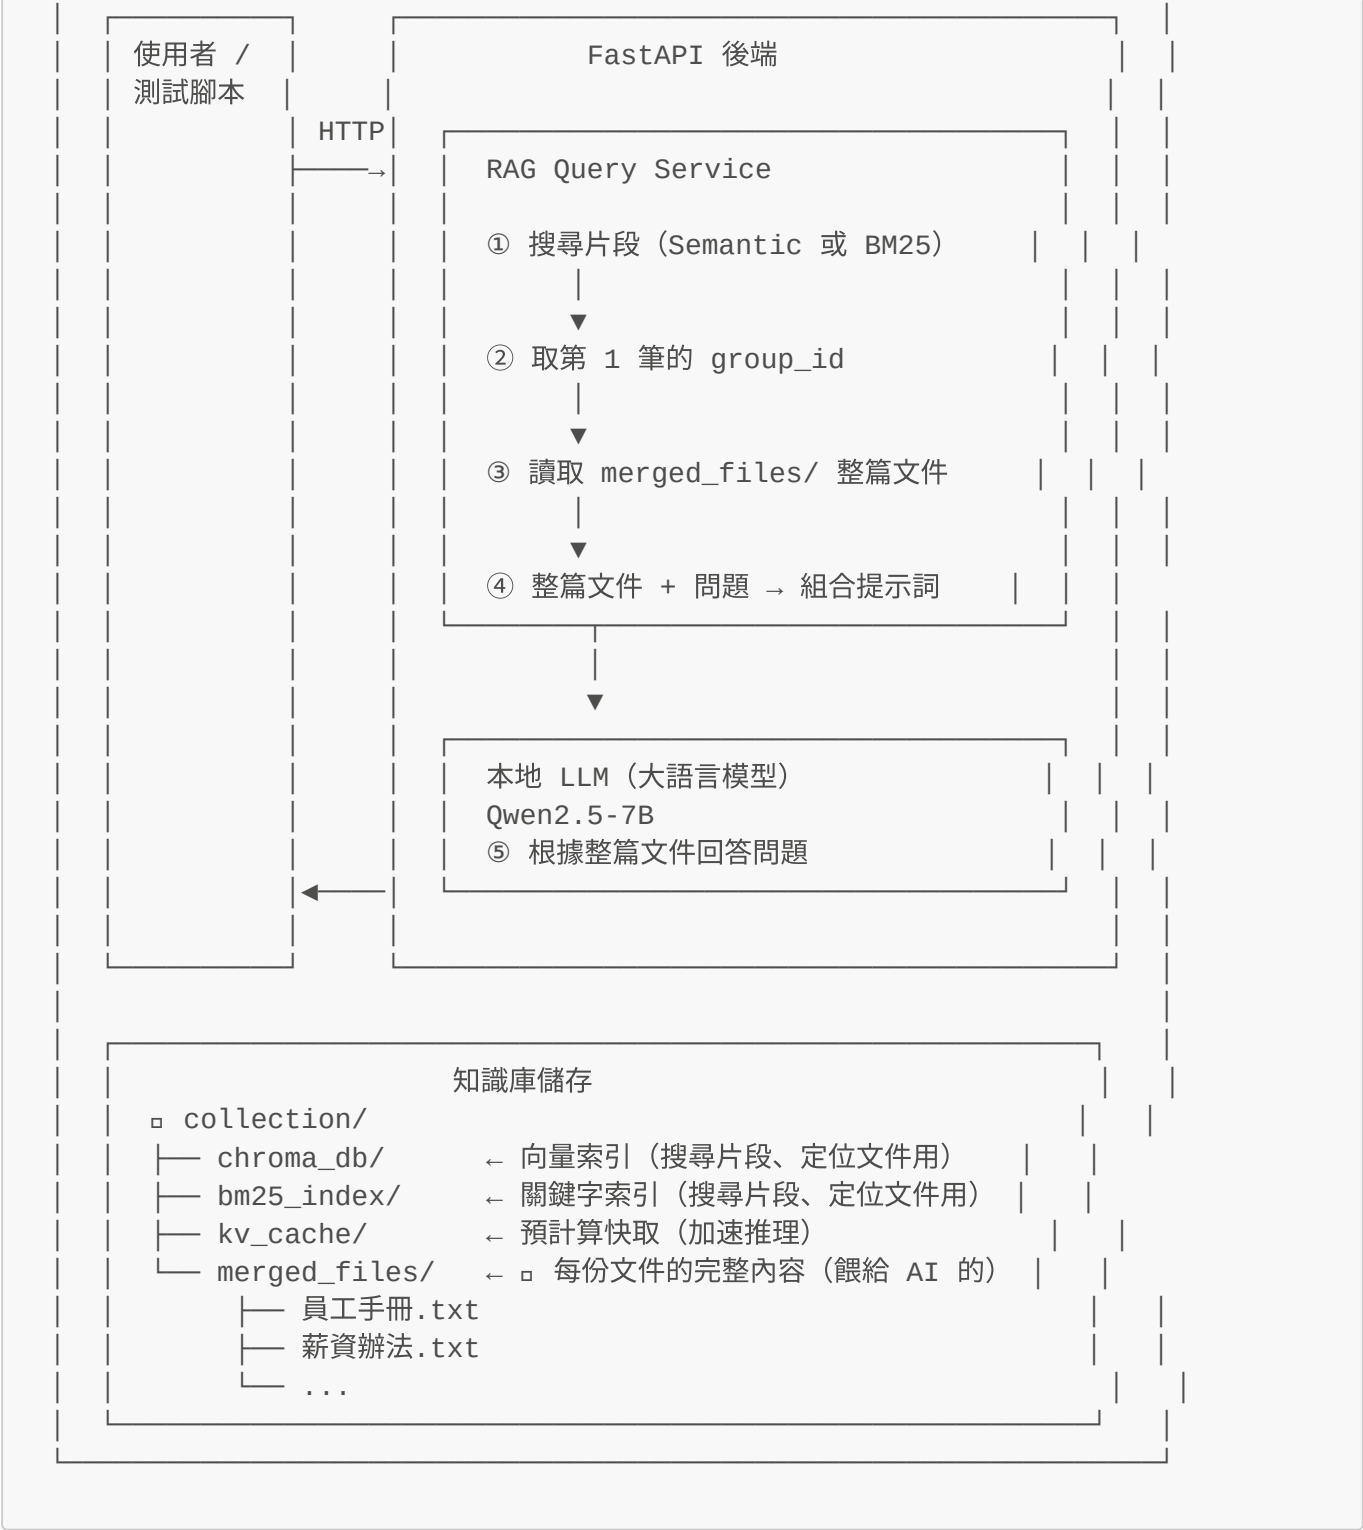 使用者 / FastAPI 後端
測試腳本
HTTP
RAG Query Service
① 搜尋片段（Semantic 或 BM25）
▼
② 取第 1 筆的 group_id
▼
③ 讀取 merged_files/ 整篇文件
▼
④ 整篇文件 + 問題 → 組合提示詞
▼
本地 LLM（大語言模型）
Qwen2.5-7B
⑤ 根據整篇文件回答問題
知識庫儲存
collection/
├── chroma_db/ ← 向量索引（搜尋片段、定位文件用）
├── bm25_index/ ← 關鍵字索引（搜尋片段、定位文件用）
├── kv_cache/ ← 預計算快取（加速推理）
└── merged_files/ ← 每份文件的完整內容（餵給 AI 的）
├── 員工手冊.txt
├── 薪資辦法.txt
└── ...